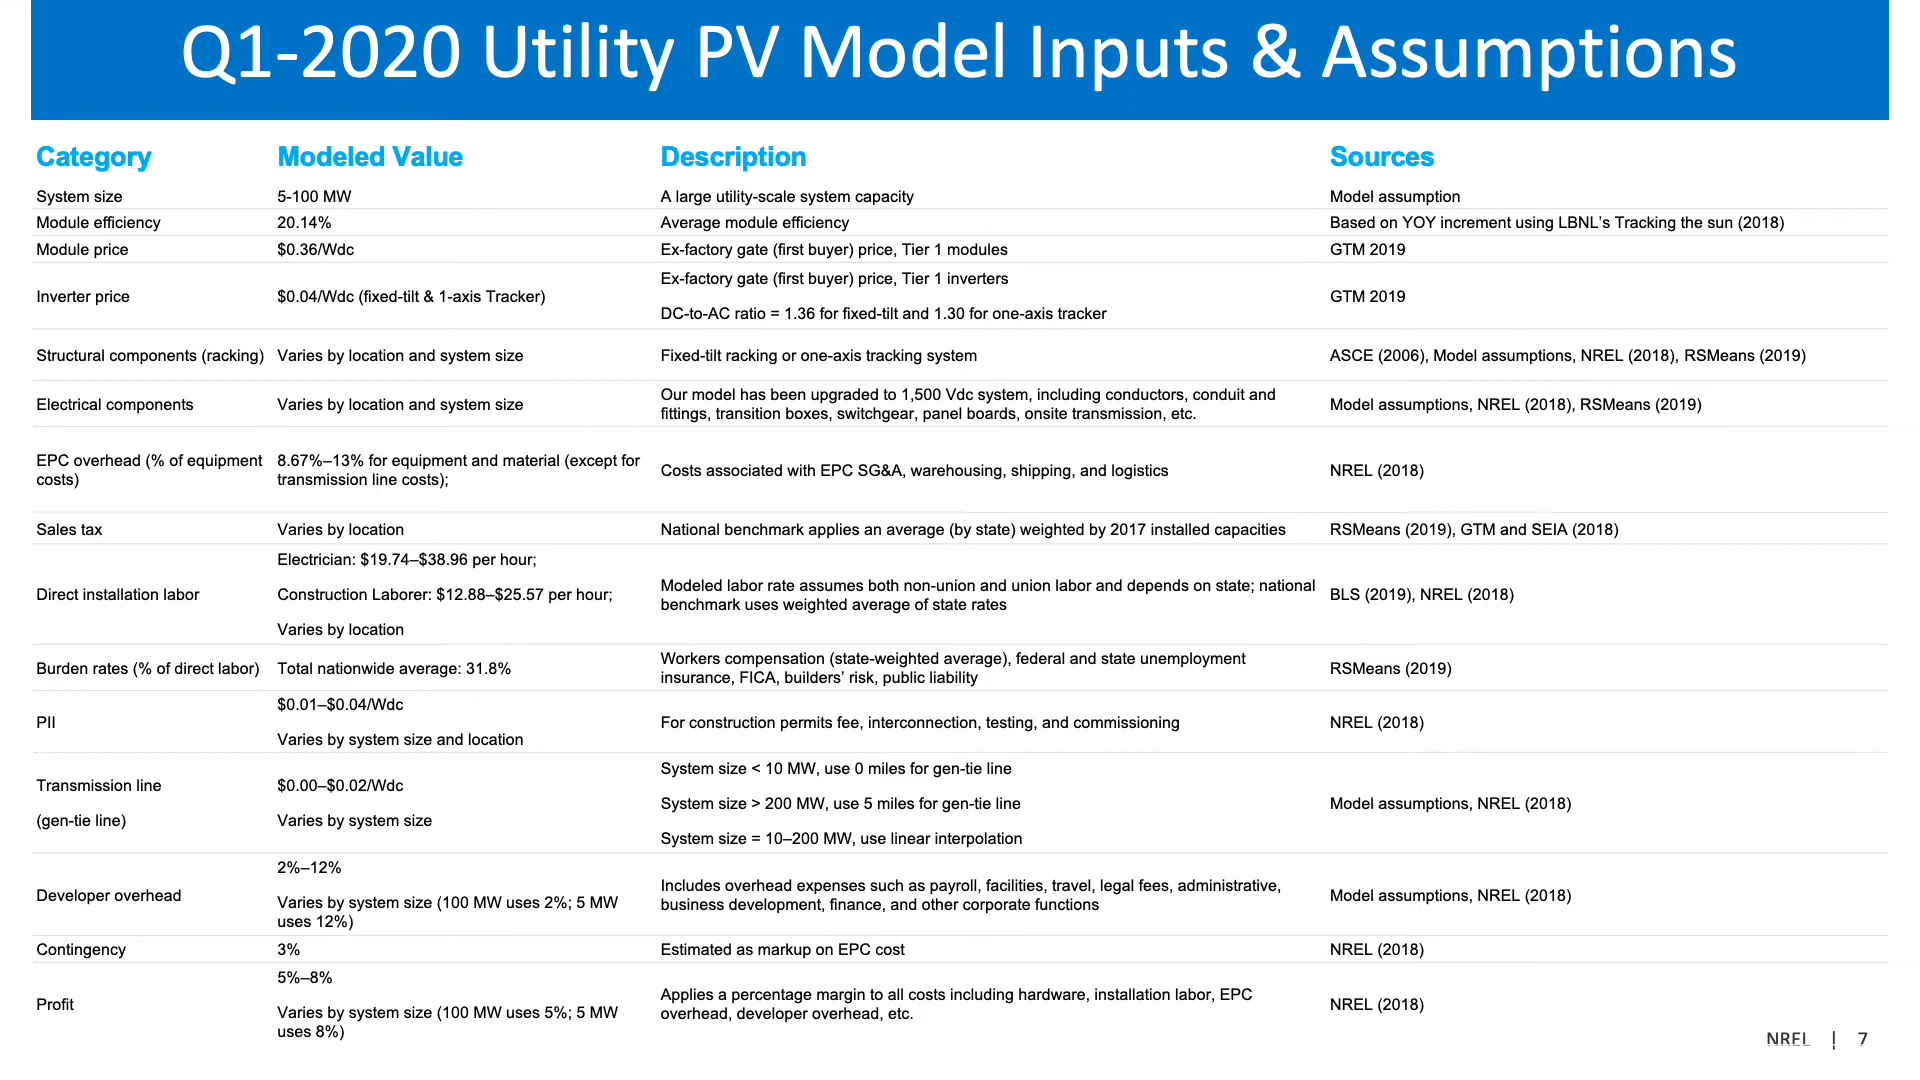 Q1-2020 Utility PV Model Inputs & Assumptions
Category Modeled Value Description Sources
System size 5-100 MW A large utility-scale system capacity Model assumption
Module efficiency 20.14% Average module efficiency Based on YOY increment using LBNL’s Tracking the sun (2018)
Module price $0.36/Wdc Ex-factory gate (first buyer) price, Tier 1 modules GTM 2019
Inverter price $0.04/Wdc (fixed-tilt & 1-axis Tracker)
Ex-factory gate (first buyer) price, Tier 1 inverters
DC-to-AC ratio = 1.36 for fixed-tilt and 1.30 for one-axis tracker
GTM 2019
Structural components (racking) Varies by location and system size Fixed-tilt racking or one-axis tracking system ASCE (2006), Model assumptions, NREL (2018), RSMeans (2019)
Electrical components Varies by location and system size
Our model has been upgraded to 1,500 Vdc system, including conductors, conduit and
fittings, transition boxes, switchgear, panel boards, onsite transmission, etc.
Model assumptions, NREL (2018), RSMeans (2019)
EPC overhead (% of equipment
costs)
8.67%–13% for equipment and material (except for
transmission line costs);
Costs associated with EPC SG&A, warehousing, shipping, and logistics
NREL (2018)
Sales tax Varies by location National benchmark applies an average (by state) weighted by 2017 installed capacities RSMeans (2019), GTM and SEIA (2018)
Direct installation labor
Electrician: $19.74–$38.96 per hour;
Construction Laborer: $12.88–$25.57 per hour;
Varies by location
Modeled labor rate assumes both non-union and union labor and depends on state; national
benchmark uses weighted average of state rates
BLS (2019), NREL (2018)
Burden rates (% of direct labor) Total nationwide average: 31.8%
Workers compensation (state-weighted average), federal and state unemployment
insurance, FICA, builders’ risk, public liability
RSMeans (2019)
PII
$0.01–$0.04/Wdc
Varies by system size and location
For construction permits fee, interconnection, testing, and commissioning
NREL (2018)
Transmission line
(gen-tie line)
$0.00–$0.02/Wdc
Varies by system size
System size < 10 MW, use 0 miles for gen-tie line
System size > 200 MW, use 5 miles for gen-tie line
System size = 10–200 MW, use linear interpolation
Model assumptions, NREL (2018)
Developer overhead
2%–12%
Varies by system size (100 MW uses 2%; 5 MW
uses 12%)
Includes overhead expenses such as payroll, facilities, travel, legal fees, administrative,
business development, finance, and other corporate functions
Model assumptions, NREL (2018)
Contingency 3% Estimated as markup on EPC cost NREL (2018)
Profit
5%–8%
Varies by system size (100 MW uses 5%; 5 MW
uses 8%)
Applies a percentage margin to all costs including hardware, installation labor, EPC
overhead, developer overhead, etc.
NREL (2018)
NREL | 7